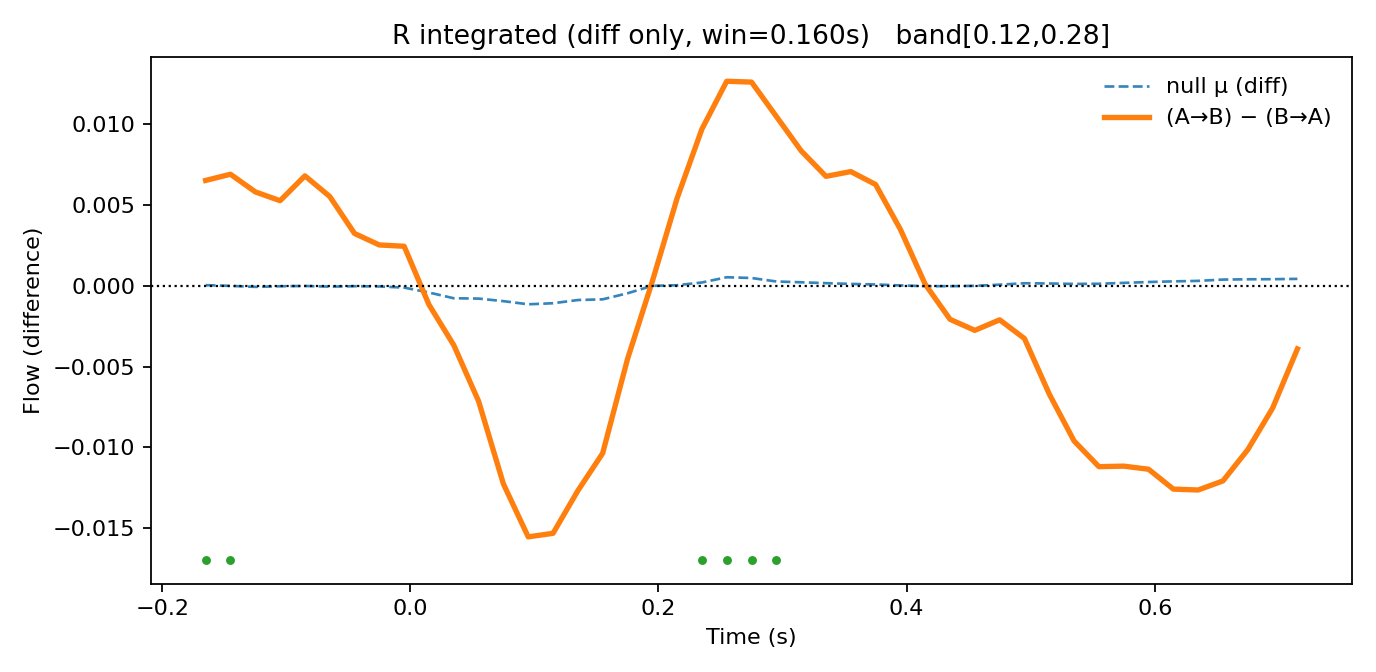 R integrated (diff only, win=0.160s)   band[0.12,0.28]
null μ (diff)
(A→B) − (B→A)
Flow (difference)
0.010
0.005
0.000
−0.005
−0.010
−0.015
−0.2
0.0
0.2
0.4
0.6
Time (s)